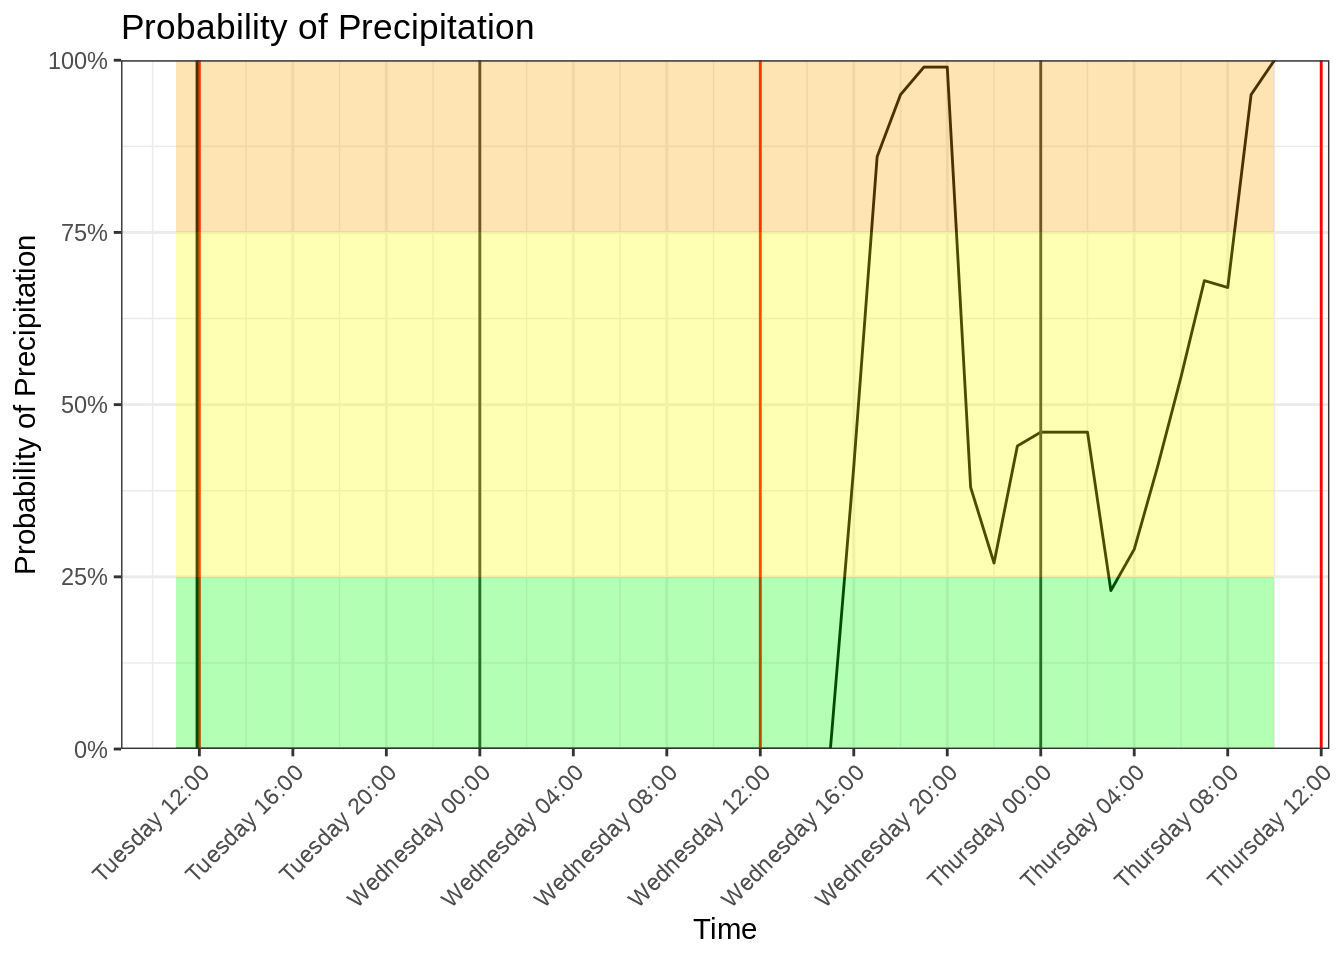 Probability of Precipitation
Probability of Precipitation
100%
75%
50%
25%
0%
Tuesday 12:00
Tuesday 16:00
Tuesday 20:00
Wednesday 00:00
Wednesday 04:00
Wednesday 08:00
Wednesday 12:00
Wednesday 16:00
Wednesday 20:00
Thursday 00:00
Thursday 04:00
Thursday 08:00
Thursday 12:00
Time